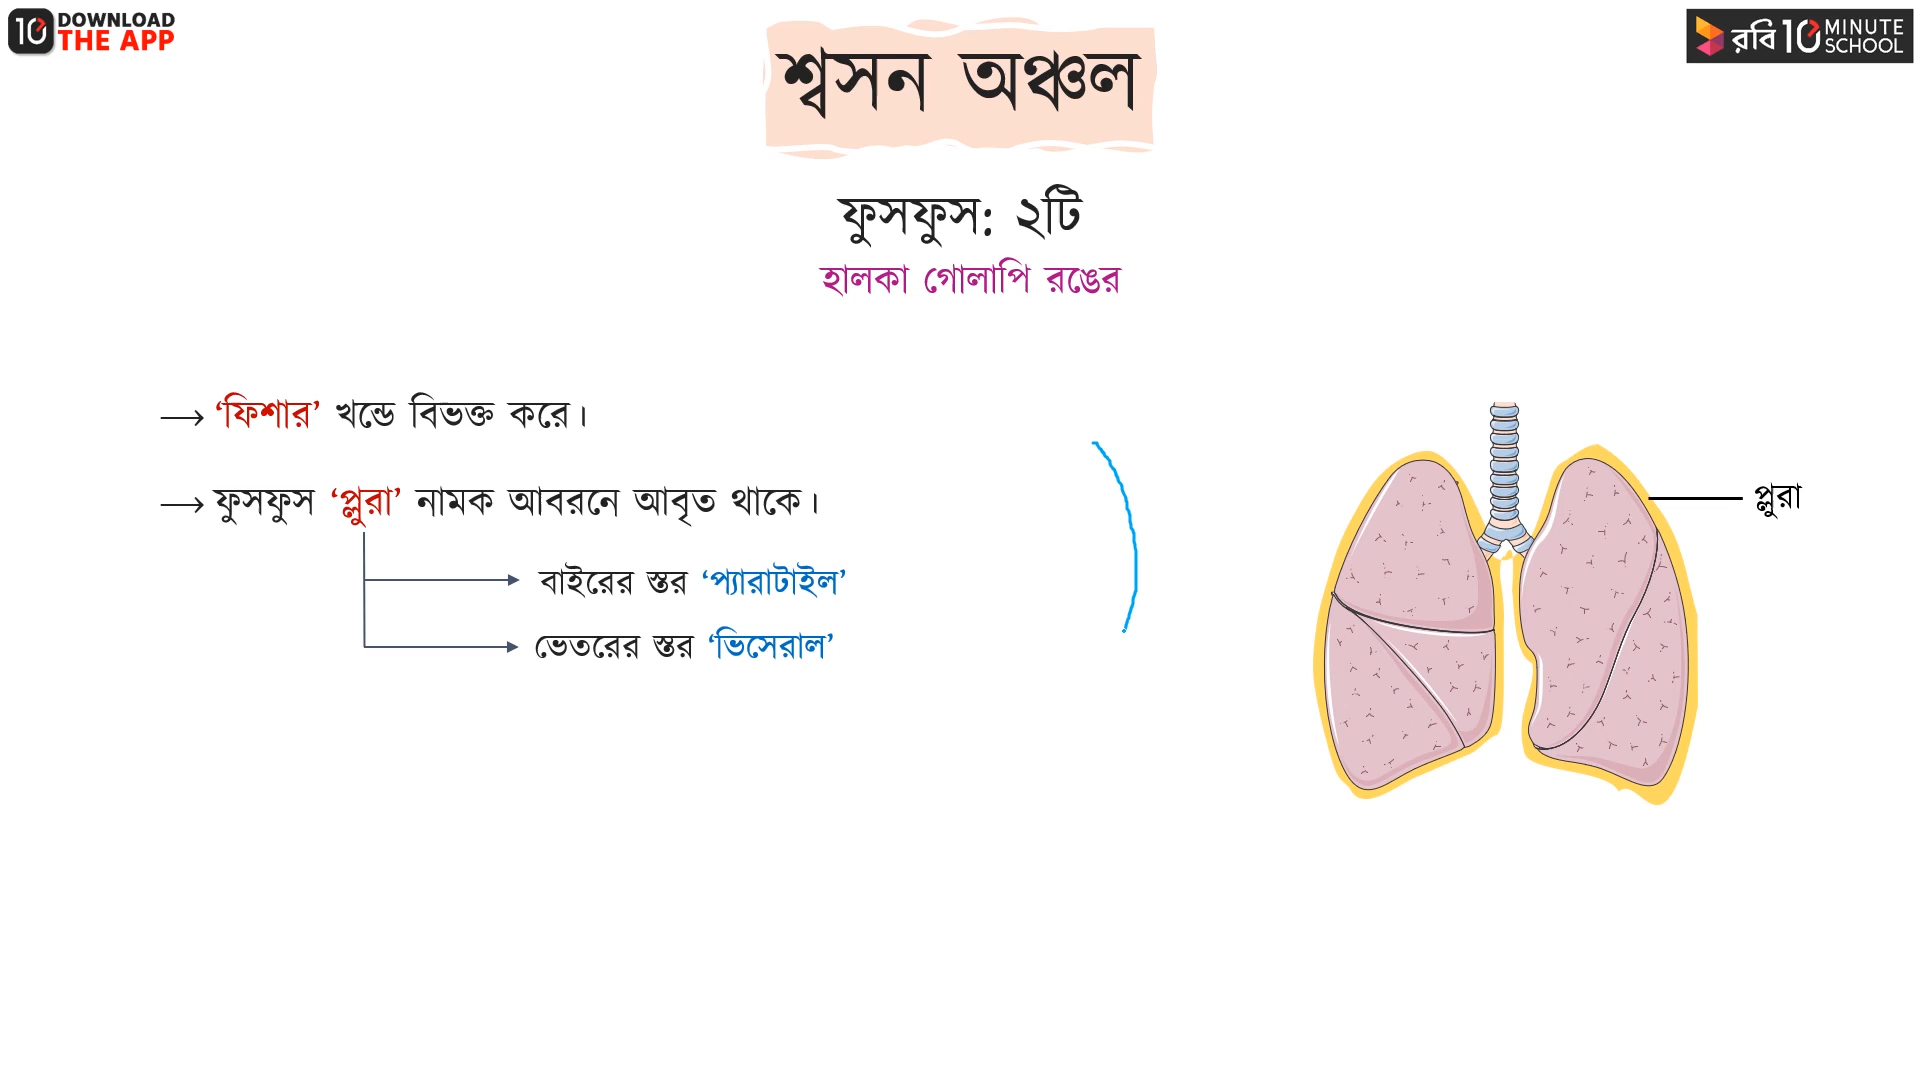 10 DOWNLOAD THE APP
রবি 10 MINUTE SCHOOL
শ্বসন অঞ্চল
ফুসফুস: ২টি
হালকা গোলাপি রঙের
→ ‘ফিশার’ খন্ডে বিভক্ত করে।
→ ফুসফুস ‘প্লুরা’ নামক আবরনে আবৃত থাকে।
বাইরের স্তর ‘প্যারাটাইল’
ভেতরের স্তর ‘ভিসেরাল’
প্লুরা